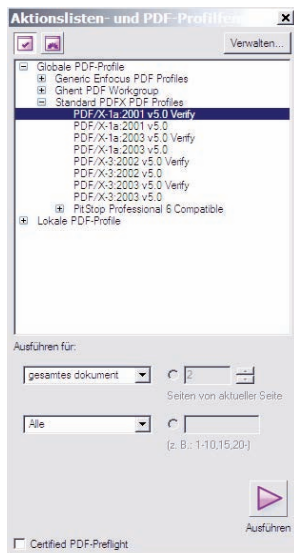 Aktionslisten- und PDF-Profilfen
Verwalten...
Globale PDF-Profile
Generic Enfocus PDF Profiles
Ghent PDF Workgroup
Standard PDFX PDF Profiles
PDF/X-1a:2001 v5.0 Verify
PDF/X-1a:2001 v5.0
PDF/X-1a:2003 v5.0 Verify
PDF/X-1a:2003 v5.0
PDF/X-3:2002 v5.0 Verify
PDF/X-3:2002 v5.0
PDF/X-3:2003 v5.0 Verify
PDF/X-3:2003 v5.0
PitStop Professional 6 Compatible
Lokale PDF-Profile
Ausführen für:
gesamtes dokument 2
Seiten von aktueller Seite
Alle
(z. B.: 1-10,15,20-)
Ausführen
Certified PDF-Preflight